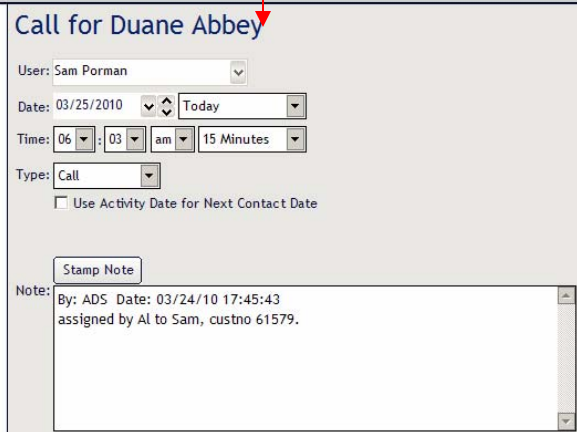 Call for Duane Abbey
User: Sam Porman
Date: 03/25/2010 Today
Time: 06 : 03 am 15 Minutes
Type: Call
Use Activity Date for Next Contact Date
Stamp Note
Note:
By: ADS Date: 03/24/10 17:45:43
assigned by Al to Sam, custno 61579.